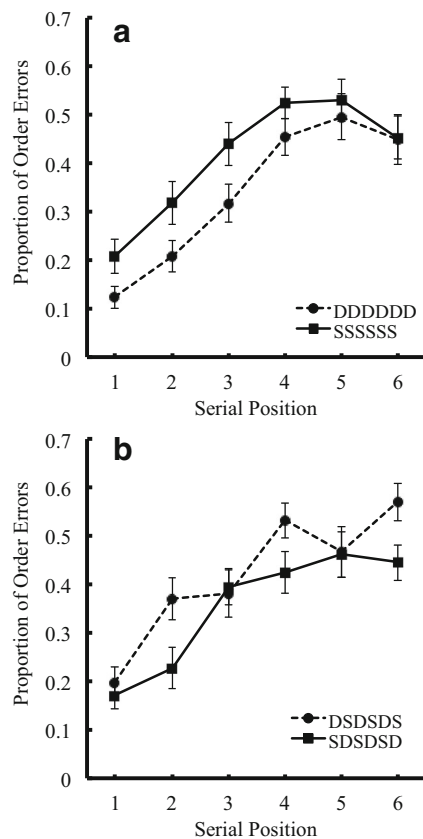 a
0.7
0.6
0.5
0.4
0.3
0.2
0.1
0
Proportion of Order Errors
DDDDDD
SSSSSS
1 2 3 4 5 6
Serial Position
b
0.7
0.6
0.5
0.4
0.3
0.2
0.1
0
Proportion of Order Errors
DSDSDS
SDSDSD
1 2 3 4 5 6
Serial Position